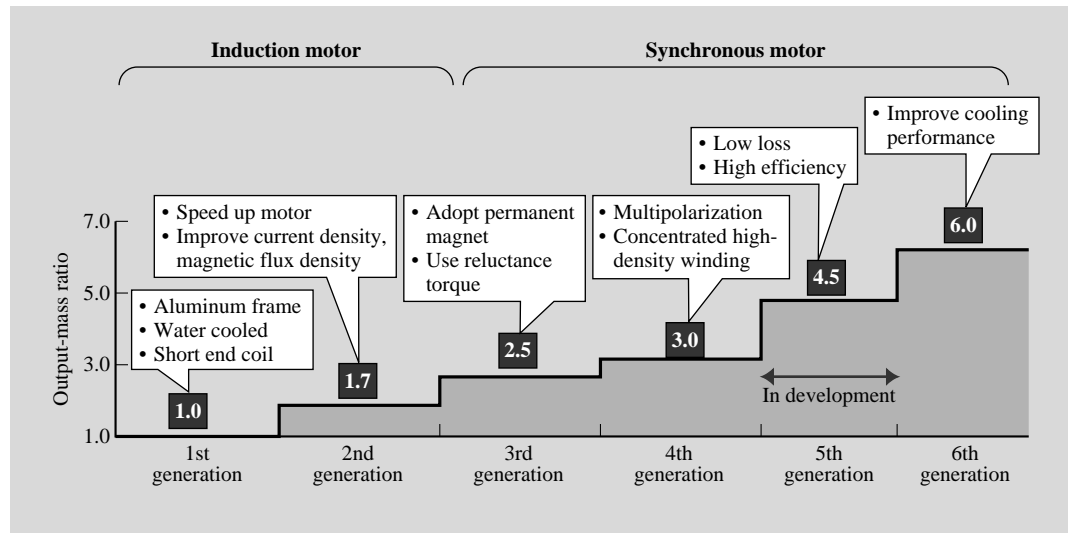 Induction motor
Synchronous motor
• Improve cooling
performance
• Low loss
• High efficiency
• Speed up motor
• Improve current density,
magnetic flux density
• Adopt permanent
magnet
• Use reluctance
torque
• Multipolarization
• Concentrated high-
density winding
• Aluminum frame
• Water cooled
• Short end coil
Output-mass ratio
7.0
5.0
3.0
1.0
1.0
1.7
2.5
3.0
4.5
6.0
In development
1st
generation
2nd
generation
3rd
generation
4th
generation
5th
generation
6th
generation